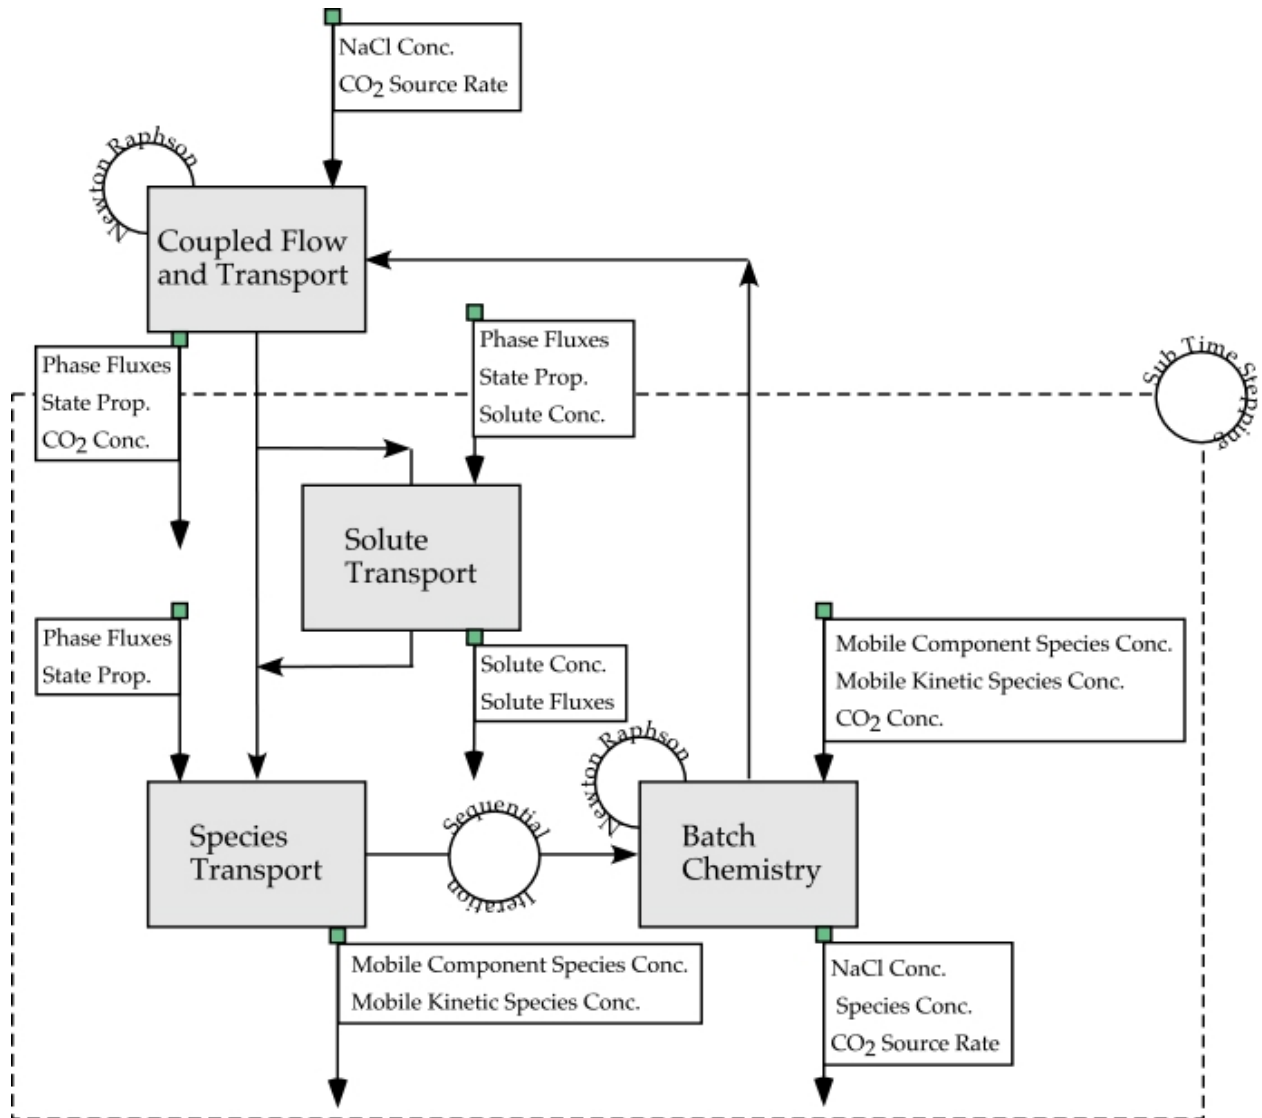 NaCl Conc.
CO2 Source Rate
Newton Raphson
Coupled Flow
and Transport
Phase Fluxes
State Prop.
CO2 Conc.
Phase Fluxes
State Prop.
Solute Conc.
Sub Time Stepping
Solute
Transport
Phase Fluxes
State Prop.
Solute Conc.
Solute Fluxes
Mobile Component Species Conc.
Mobile Kinetic Species Conc.
CO2 Conc.
Newton Raphson
Species
Transport
Sequential
Iteration
Batch
Chemistry
Mobile Component Species Conc.
Mobile Kinetic Species Conc.
NaCl Conc.
Species Conc.
CO2 Source Rate